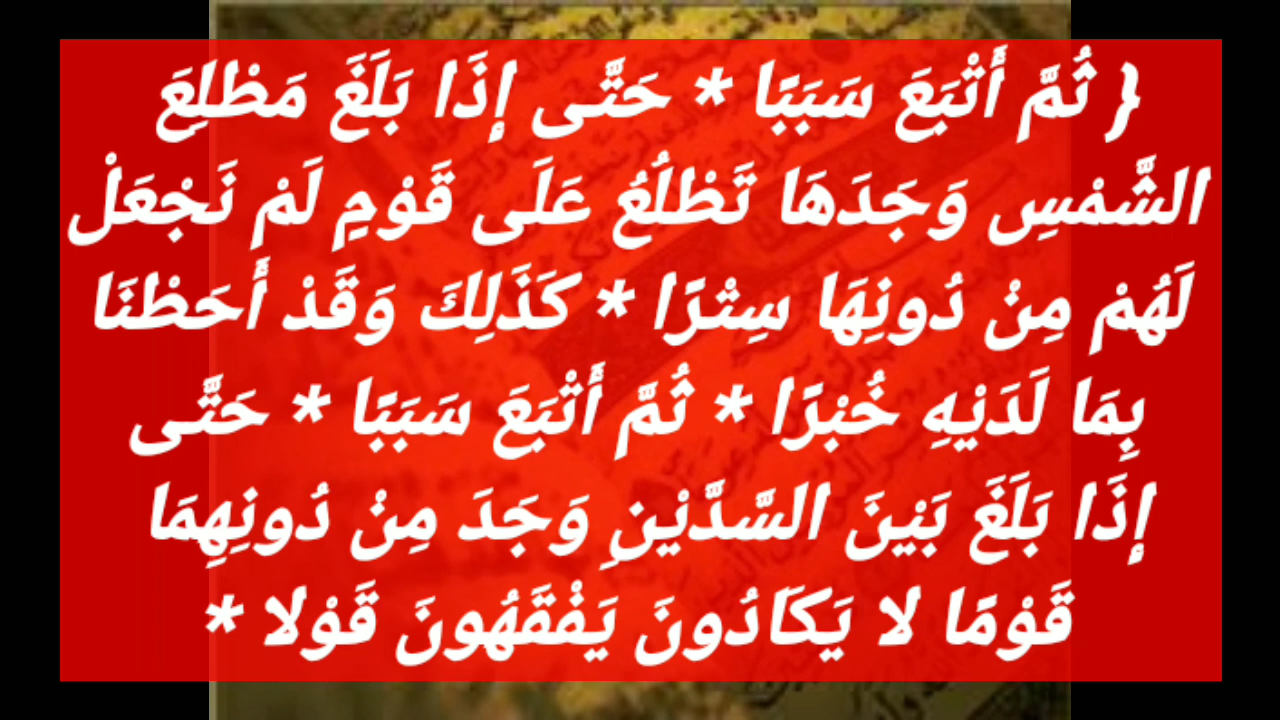 { ثُمَّ أَتْبَعَ سَبَبًا * حَتَّى إِذَا بَلَغَ مَطْلِعَ
الشَّمْسِ وَجَدَهَا تَطْلُعُ عَلَى قَوْمٍ لَمْ نَجْعَلْ
لَهُمْ مِنْ دُونِهَا سِتْرًا * كَذَلِكَ وَقَدْ أَحَطْنَا
بِمَا لَدَيْهِ خُبْرًا * ثُمَّ أَتْبَعَ سَبَبًا * حَتَّى
إِذَا بَلَغَ بَيْنَ السَّدَّيْنِ وَجَدَ مِنْ دُونِهِمَا
قَوْمًا لا يَكَادُونَ يَفْقَهُونَ قَوْلا *